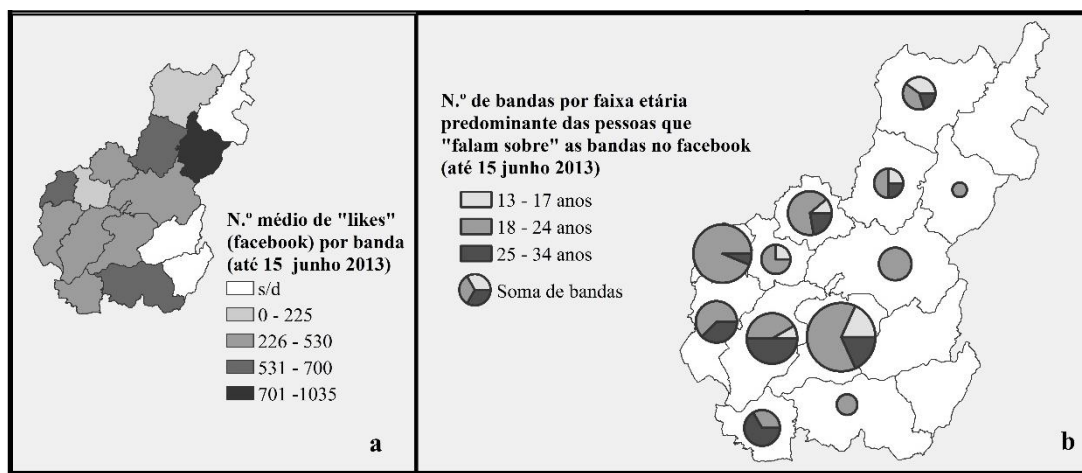 N.º médio de "likes"
(facebook) por banda
(até 15 junho 2013)
s/d
0 - 225
226 - 530
531 - 700
701 -1035
a
N.º de bandas por faixa etária
predominante das pessoas que
"falam sobre" as bandas no facebook
(até 15 junho 2013)
13 - 17 anos
18 - 24 anos
25 - 34 anos
Soma de bandas
b